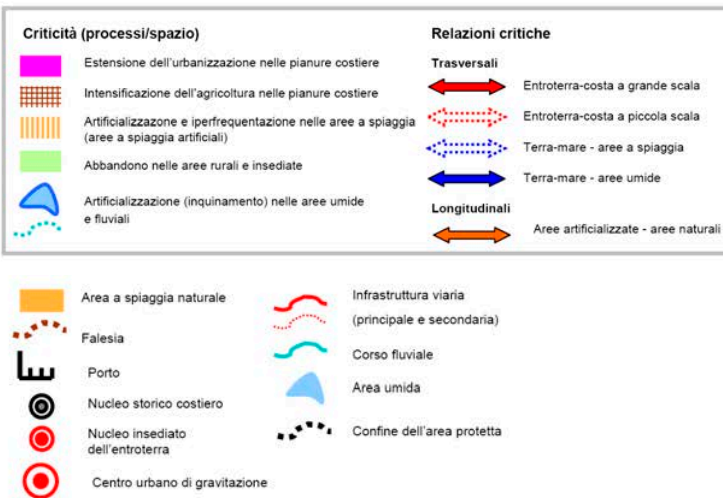 Criticità (processi/spazio)
Estensione dell'urbanizzazione nelle pianure costiere
Intensificazione dell'agricoltura nelle pianure costiere
Artificializzazone e iperfrequentazione nelle aree a spiaggia
(aree a spiaggia artificiali)
Abbandono nelle aree rurali e insediate
Artificializzazione (inquinamento) nelle aree umide
e fluviali
Relazioni critiche
Trasversali
Entroterra-costa a grande scala
Entroterra-costa a piccola scala
Terra-mare - aree a spiaggia
Terra-mare - aree umide
Longitudinali
Aree artificializzate - aree naturali
Area a spiaggia naturale
Falesia
Porto
Nucleo storico costiero
Nucleo insediato
dell'entroterra
Centro urbano di gravitazione
Infrastruttura viaria
(principale e secondaria)
Corso fluviale
Area umida
Confine dell'area protetta